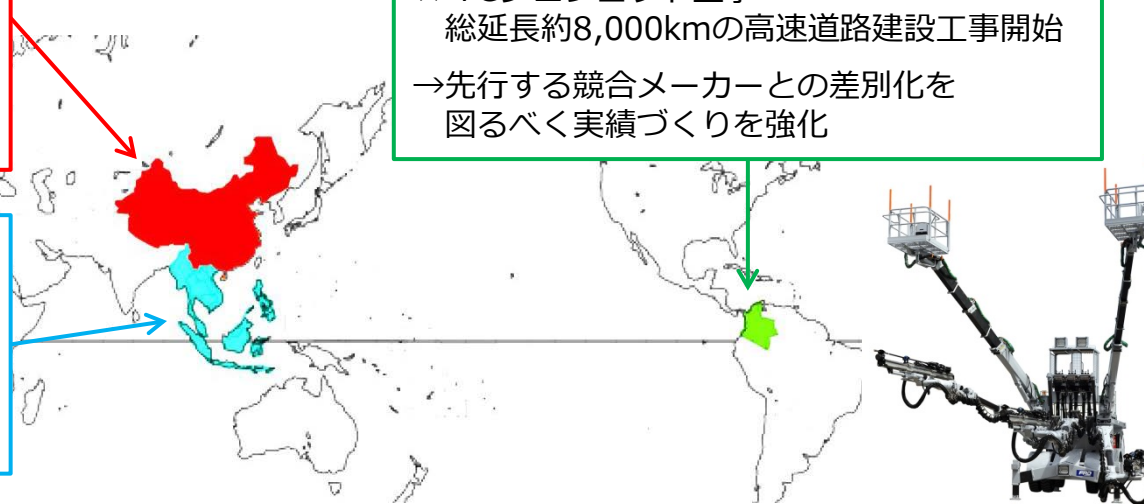 総延長約8,000kmの高速道路建設工事開始
→先行する競合メーカーとの差別化を
図るべく実績づくりを強化